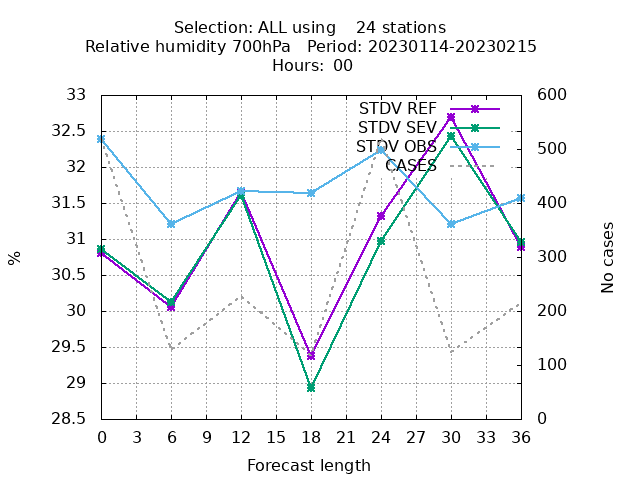 Selection: ALL using    24 stations
Relative humidity 700hPa   Period: 20230114-20230215
Hours:  00
33
32.5
32
31.5
31
30.5
30
29.5
29
28.5
%
600
500
400
300
200
100
0
No cases
STDV REF
STDV SEV
STDV OBS
CASES
0 3 6 9 12 15 18 21 24 27 30 33 36
Forecast length